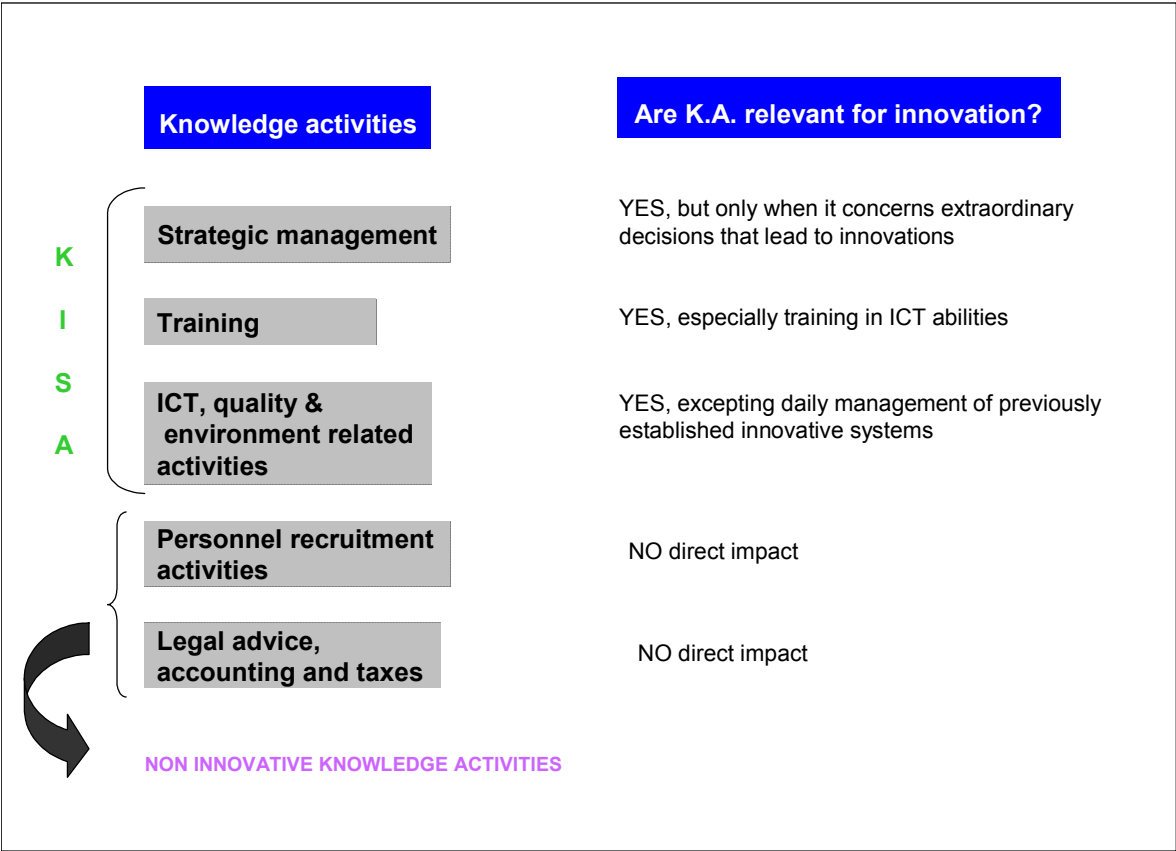 Knowledge activities
Are K.A. relevant for innovation?
K
I
S
A
Strategic management
YES, but only when it concerns extraordinary
decisions that lead to innovations
Training
YES, especially training in ICT abilities
ICT, quality &
environment related
activities
YES, excepting daily management of previously
established innovative systems
Personnel recruitment
activities
NO direct impact
Legal advice,
accounting and taxes
NO direct impact
NON INNOVATIVE KNOWLEDGE ACTIVITIES